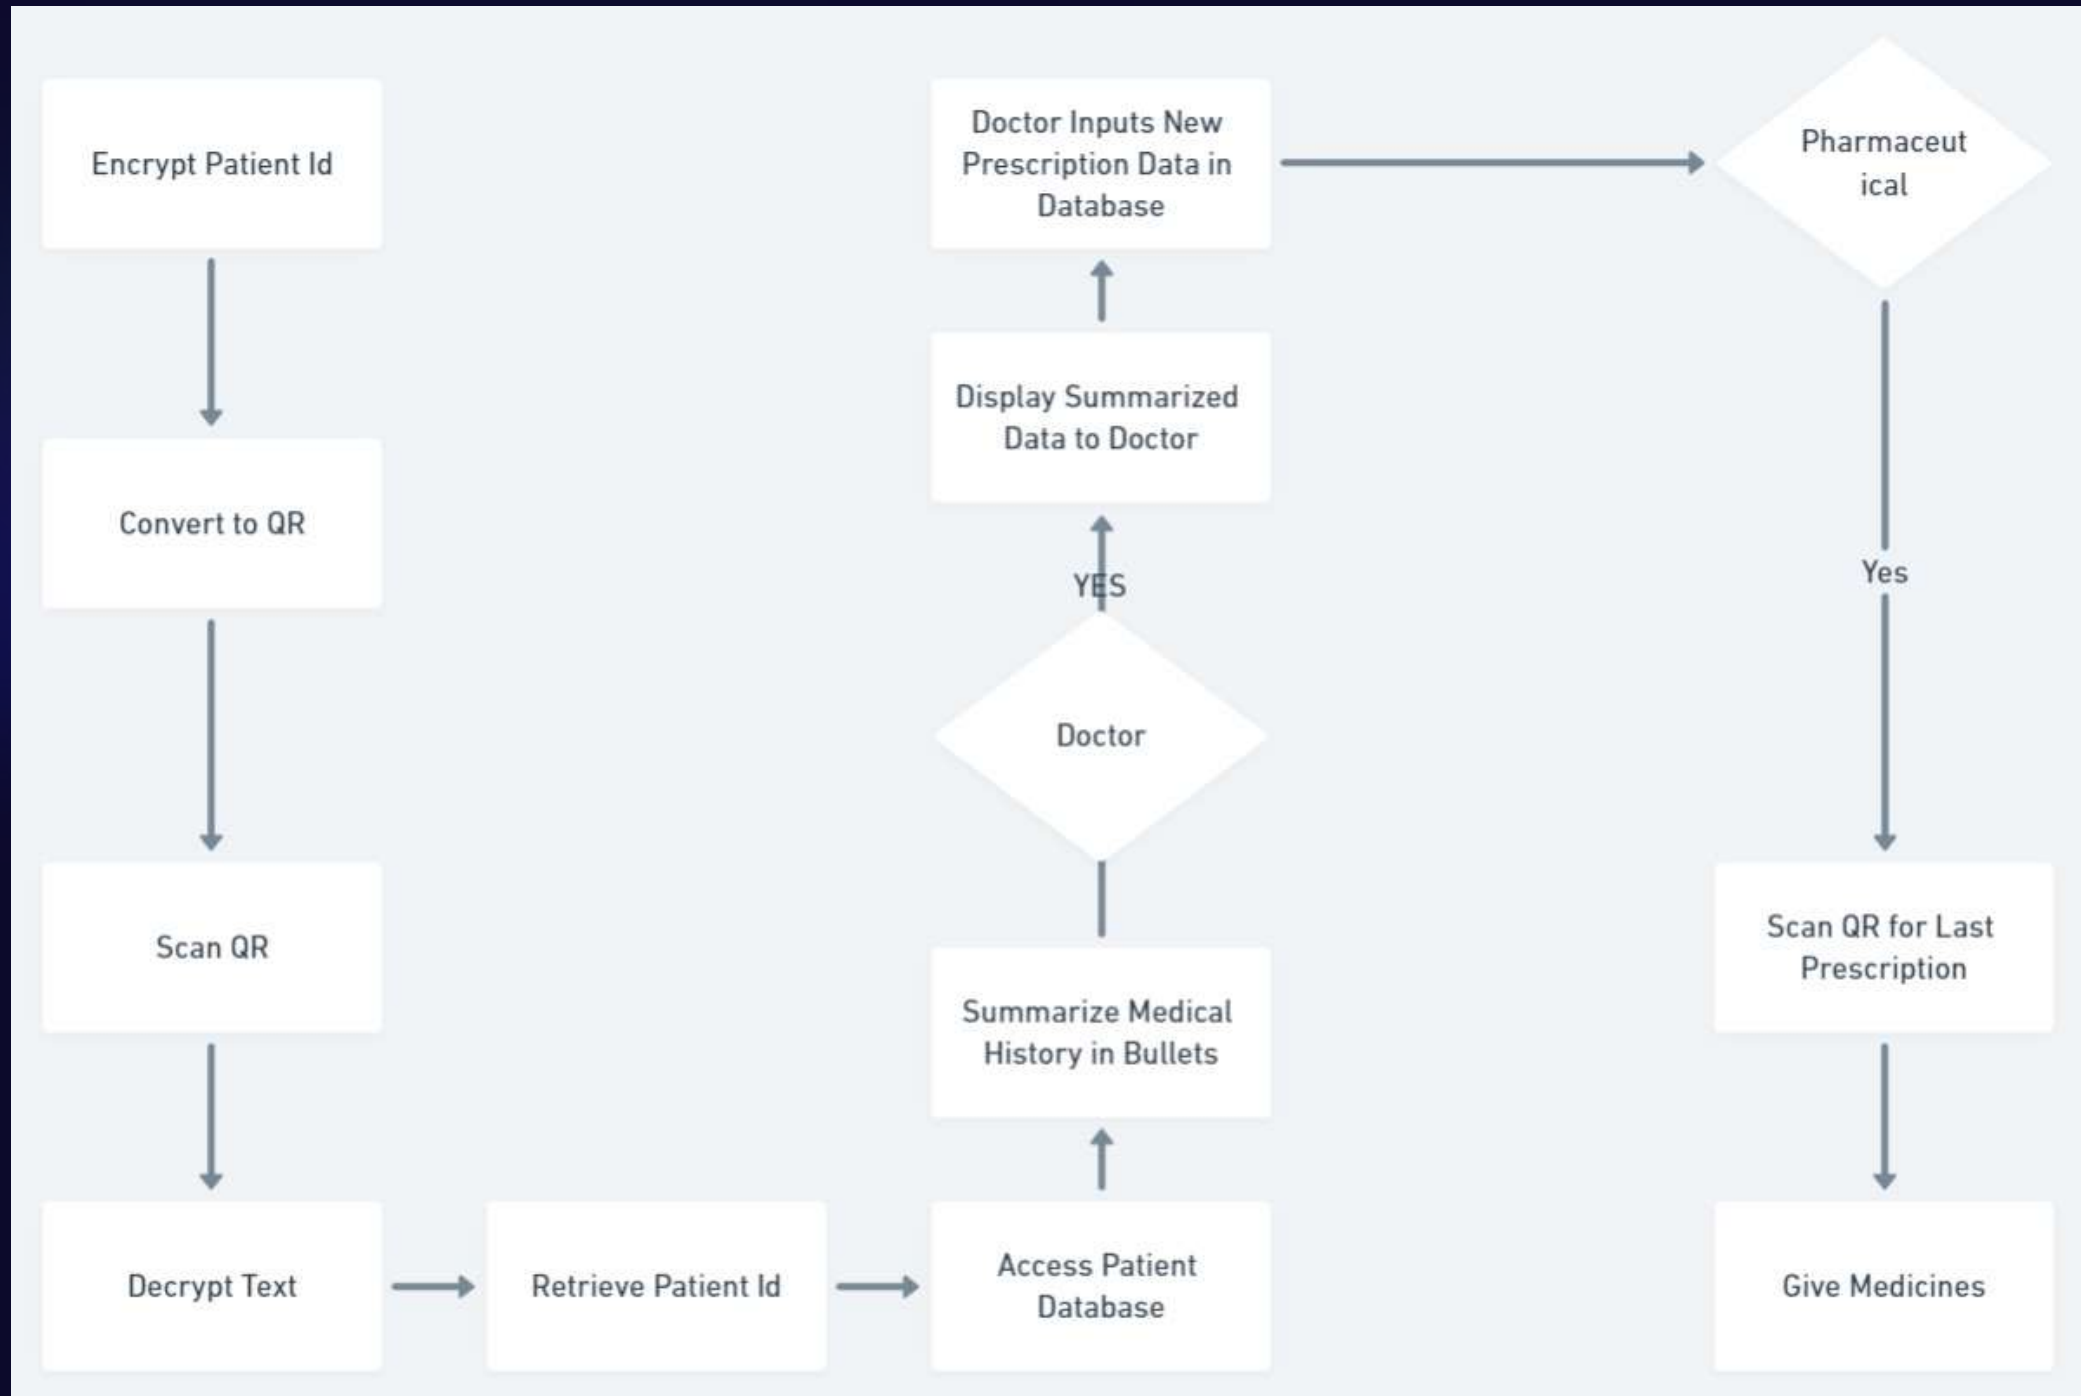 Encrypt Patient Id
Convert to QR
Scan QR
Decrypt Text
Retrieve Patient Id
Access Patient
Database
Summarize Medical
History in Bullets
Doctor
YES
Display Summarized
Data to Doctor
Doctor Inputs New
Prescription Data in
Database
Pharmaceut
ical
Yes
Scan QR for Last
Prescription
Give Medicines